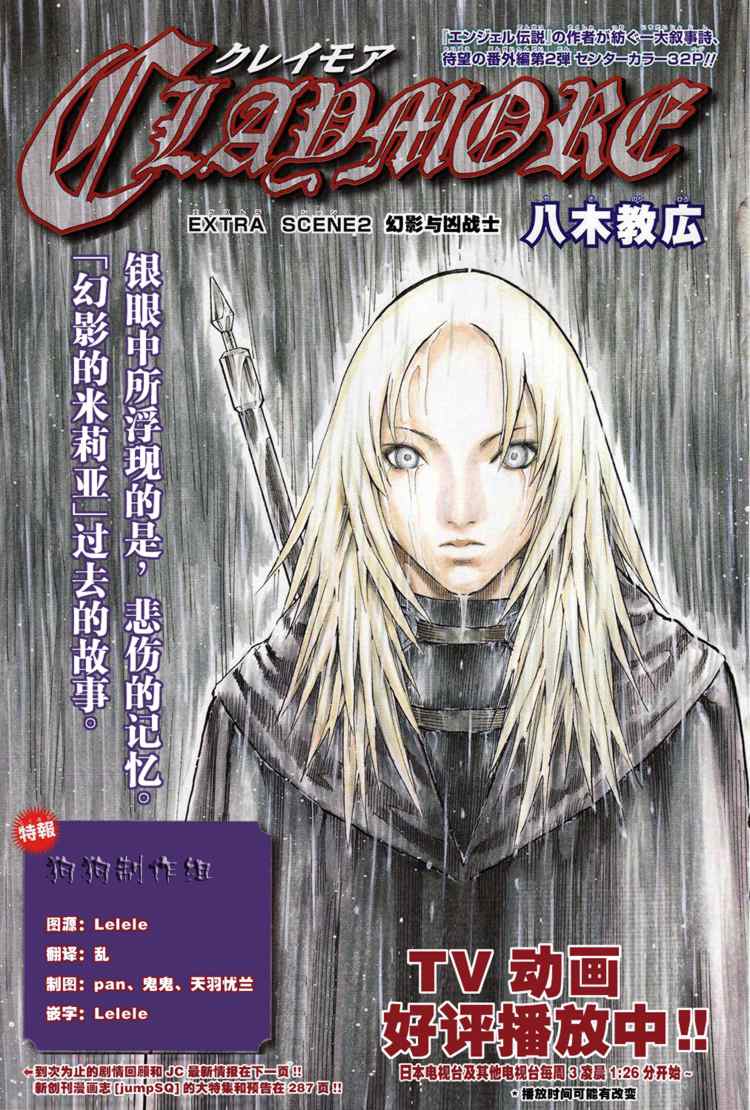 『エンジェル伝説』の作者が紡ぐ一大叙事詩、
待望の番外編第2弾 センターカラー32P!!
クレイモア
CLAYMORE
EXTRA SCENE2 幻影与凶战士
八木教広
银眼中所浮现的是，悲伤的记忆。
「幻影的米莉亚」过去的故事。
特報
狗狗制作组
图源：Lelele
翻译：乱
制图：pan、鬼鬼、天羽忧兰
嵌字：Lelele
TV 动画
好评播放中!!
日本电视台及其他电视台每周 3 凌晨 1:26 分开始 ~
* 播放时间可能有改变
←到次为止的剧情回顾和 JC 最新情报在下一页 !!
新创刊漫画志 [jumpSQ] 的大特集和预告在 287 页 !!